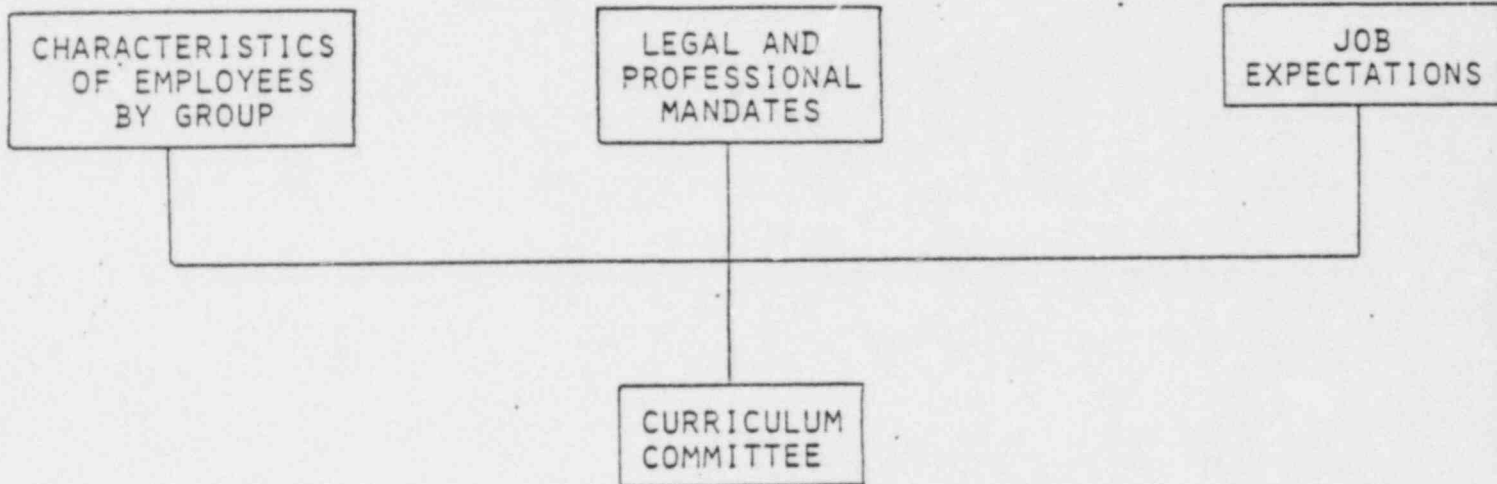 CHARACTERISTICS
OF EMPLOYEES
BY GROUP
LEGAL AND
PROFESSIONAL
MANDATES
JOB
EXPECTATIONS
CURRICULUM
COMMITTEE